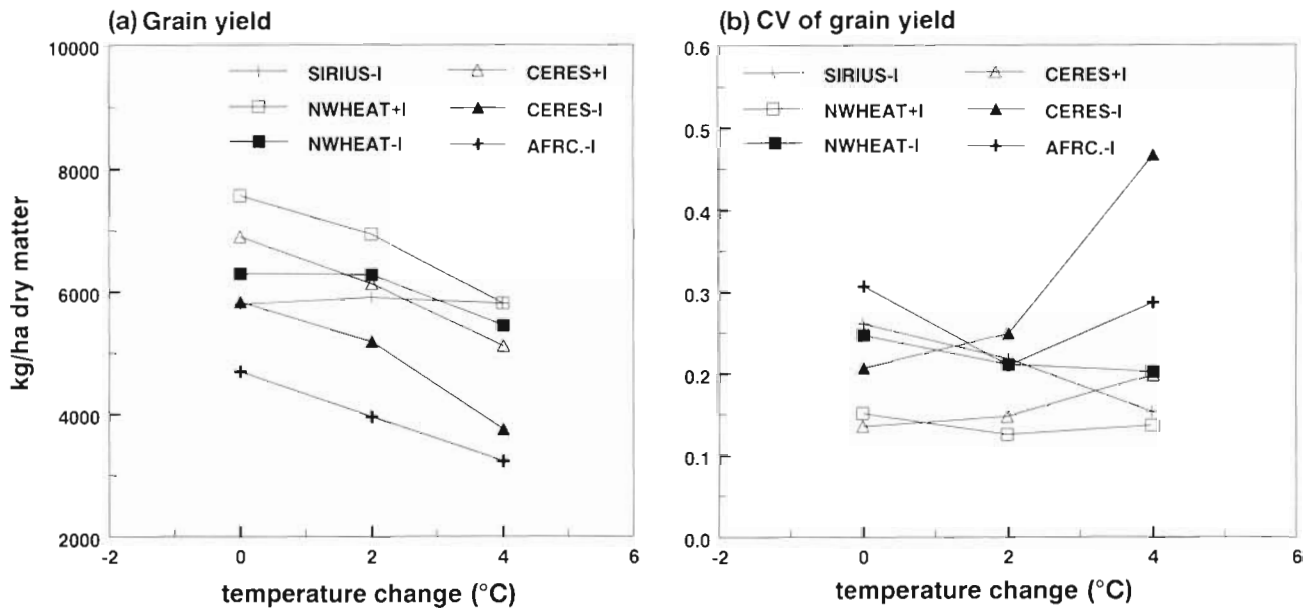 (a) Grain yield
10000
8000
6000
4000
2000
kg/ha dry matter
SIRIUS-I
NWHEAT+I
NWHEAT-I
CERES+I
CERES-I
AFRC.-I
-2
0
2
4
6
temperature change (°C)
(b) CV of grain yield
0.6
0.5
0.4
0.3
0.2
0.1
0.0
SIRIUS-I
NWHEAT+I
NWHEAT-I
CERES+I
CERES-I
AFRC.-I
-2
0
2
4
6
temperature change (°C)